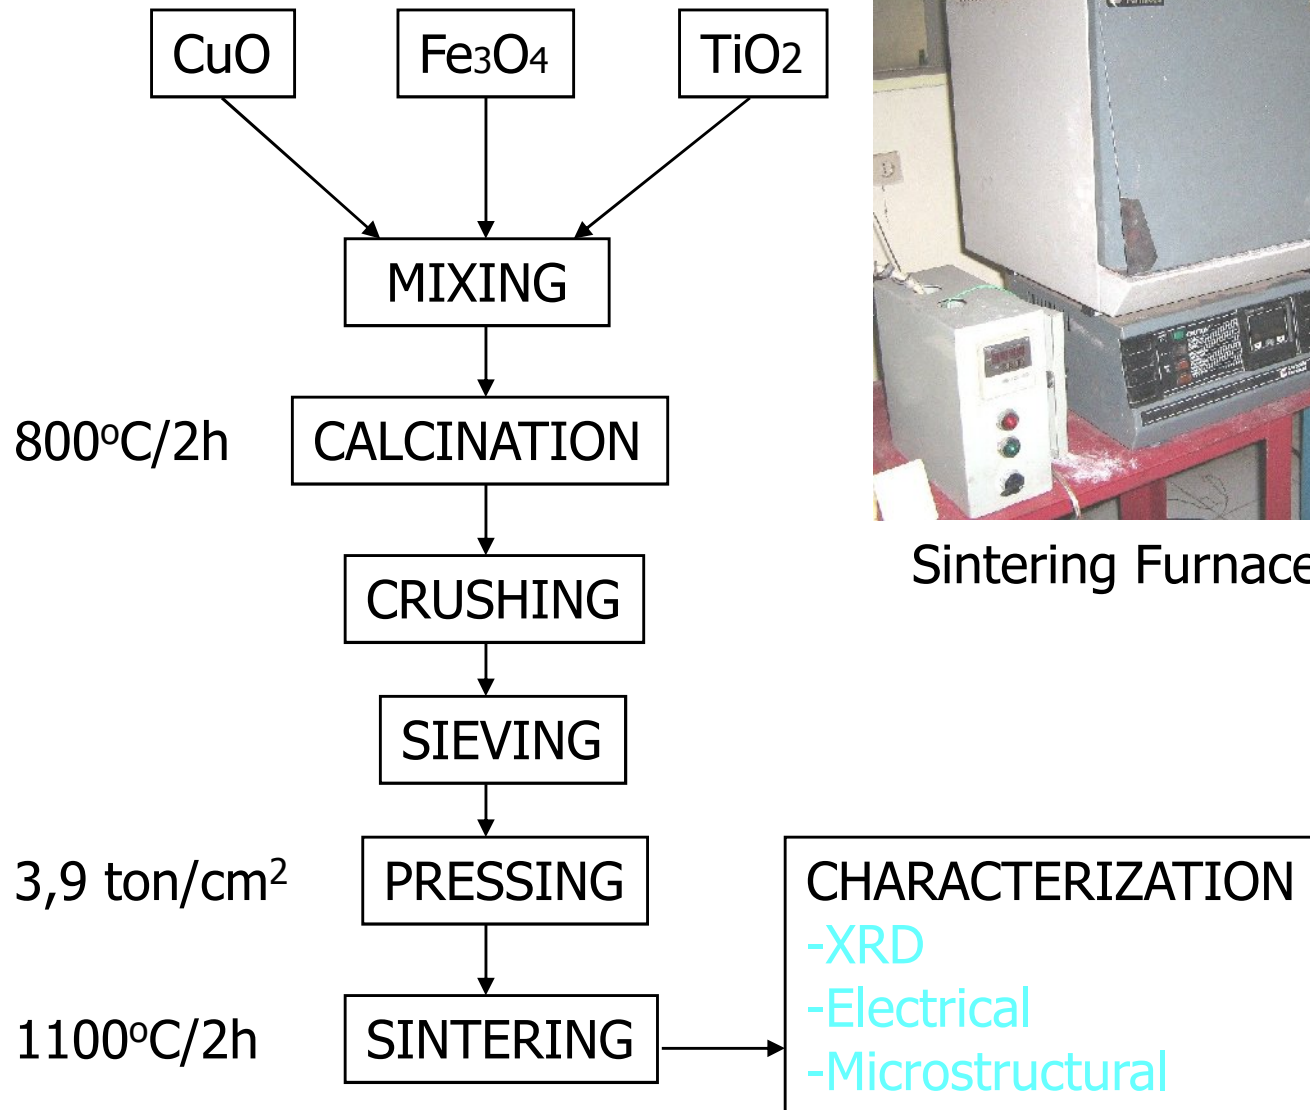 CuO
Fe₃O₄
TiO₂
MIXING
800ᵒC/2h
CALCINATION
CRUSHING
Sintering Furnace
SIEVING
3,9 ton/cm²
PRESSING
1100ᵒC/2h
SINTERING
CHARACTERIZATION
-XRD
-Electrical
-Microstructural